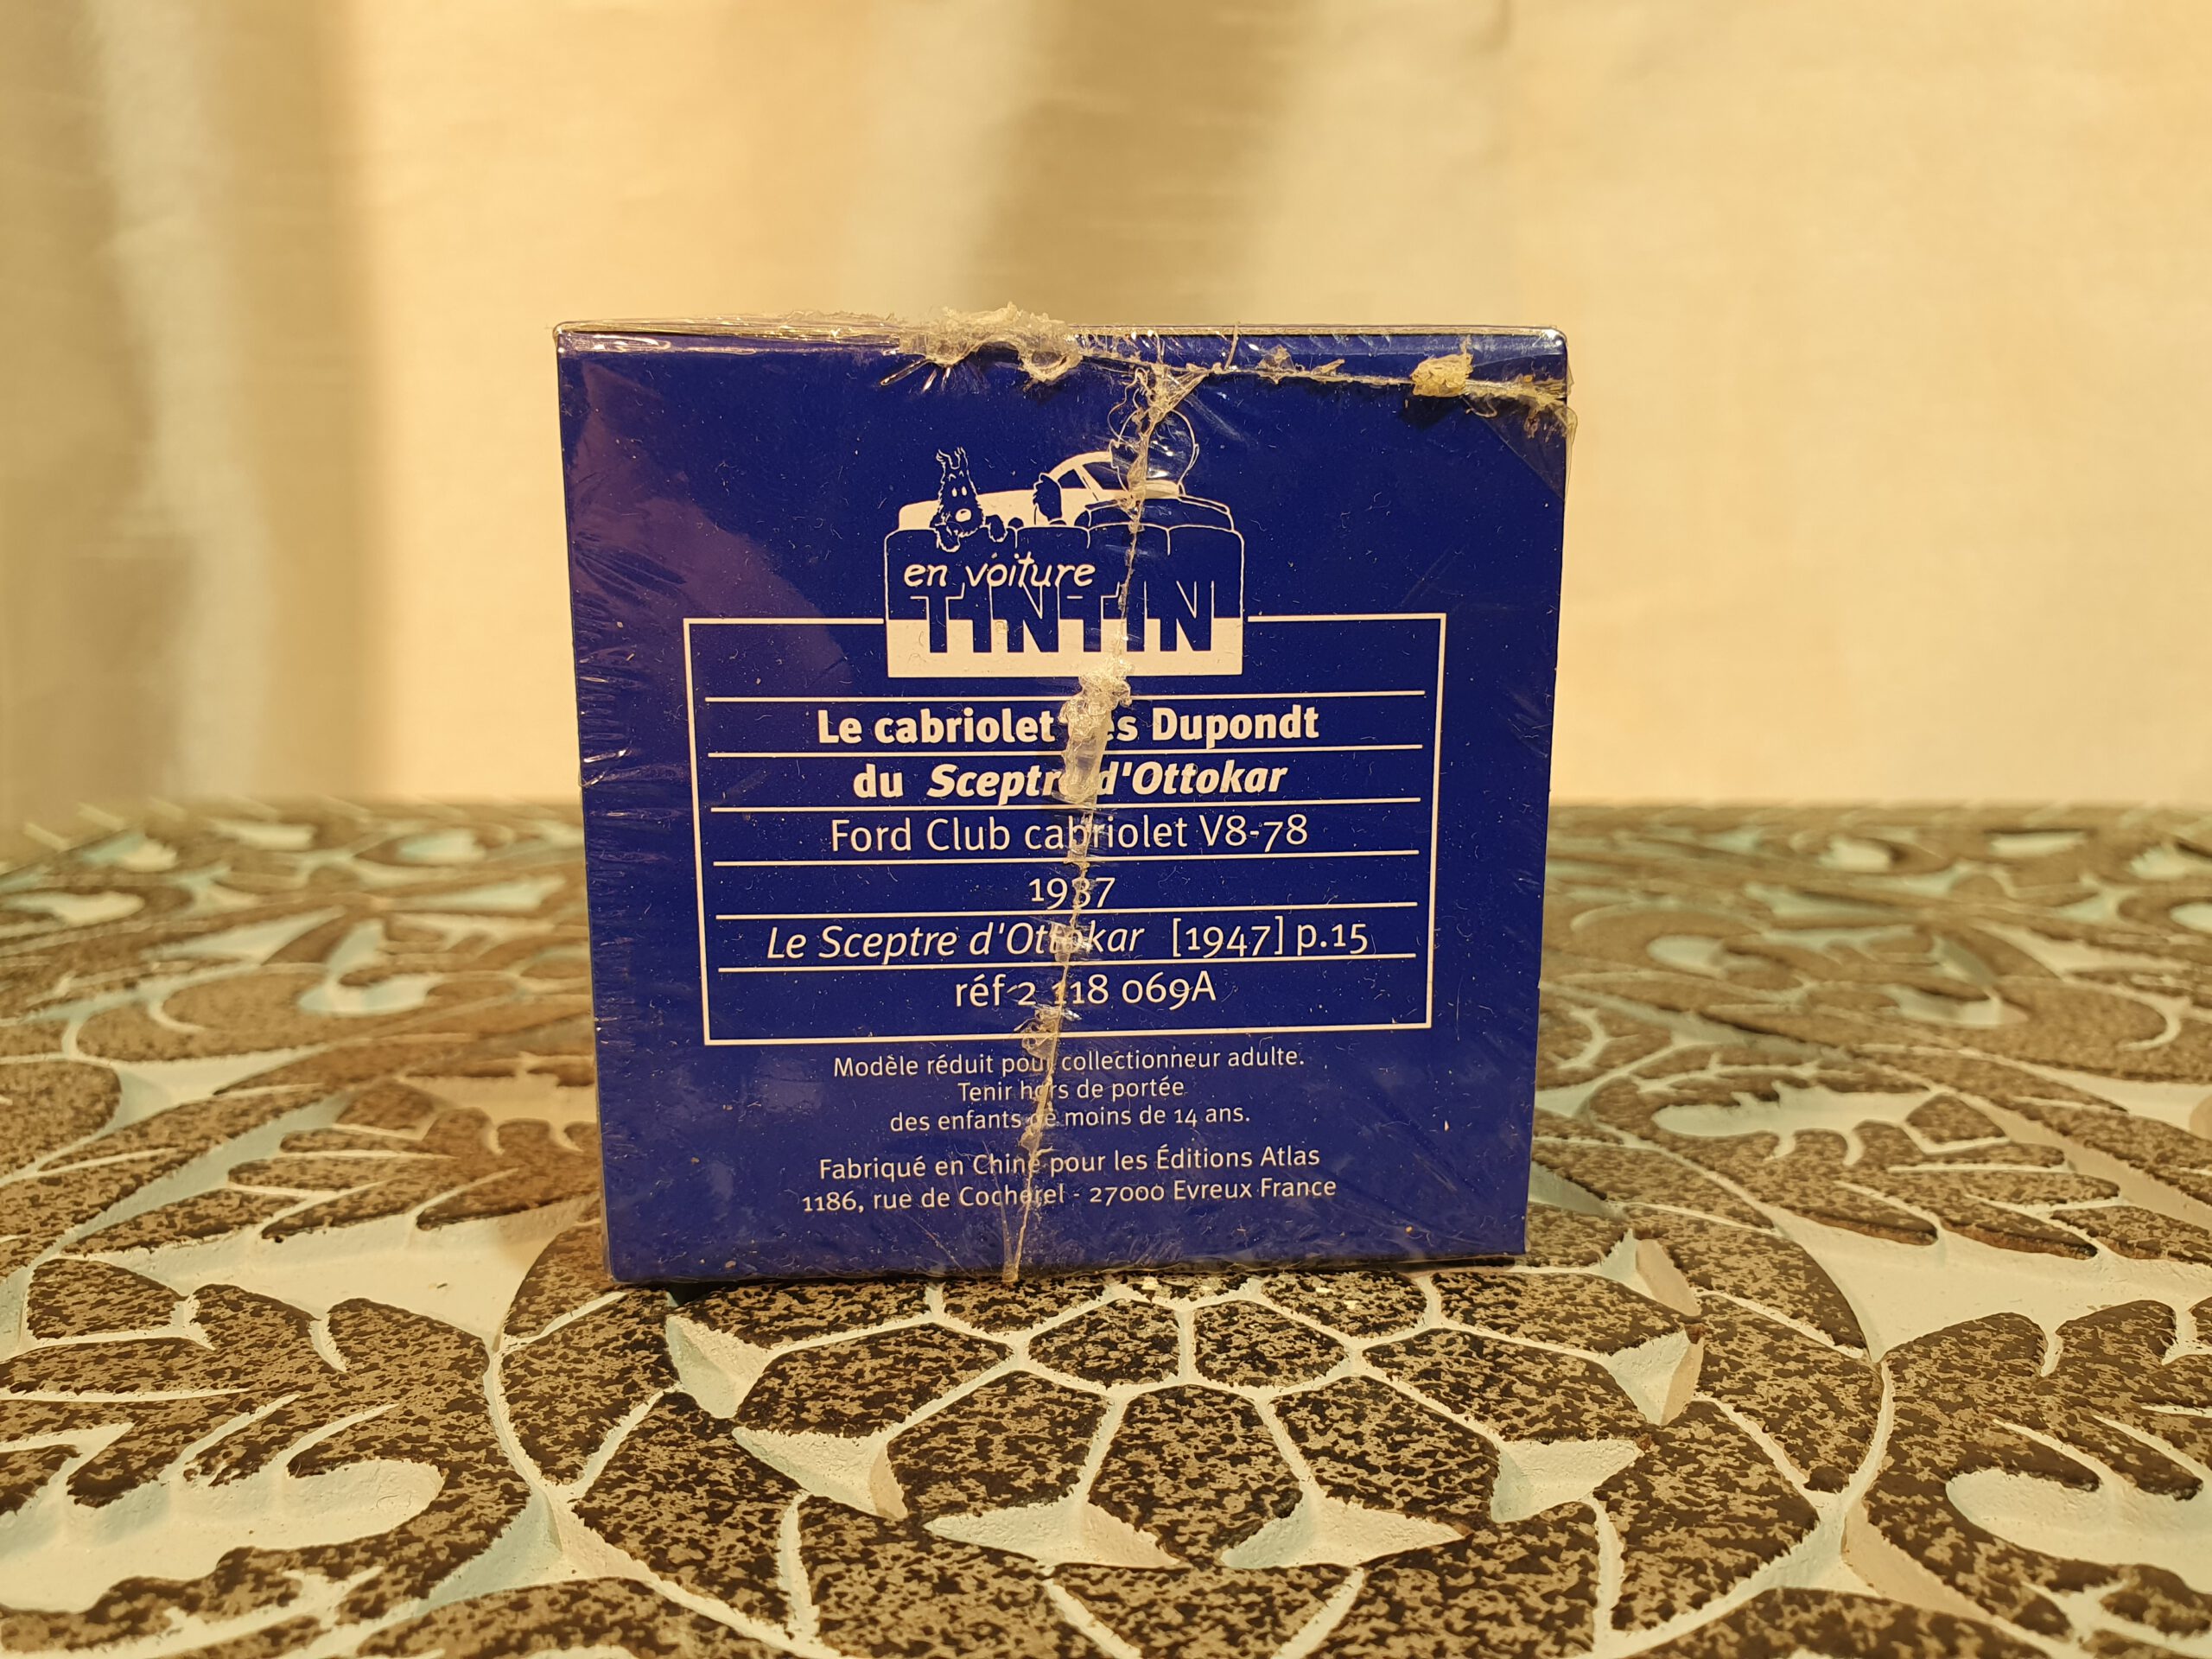 en voiture
TINTIN
Le cabriolet des Dupondt
du Sceptre d'Ottokar
Ford Club cabriolet V8-78
1937
Le Sceptre d'Ottokar [1947] p.15
réf 2 118 069A
Modèle réduit pour collectionneur adulte.
Tenir hors de portée
des enfants de moins de 14 ans.
Fabriqué en Chine pour les Éditions Atlas
1186, rue de Cocherel - 27000 Evreux France